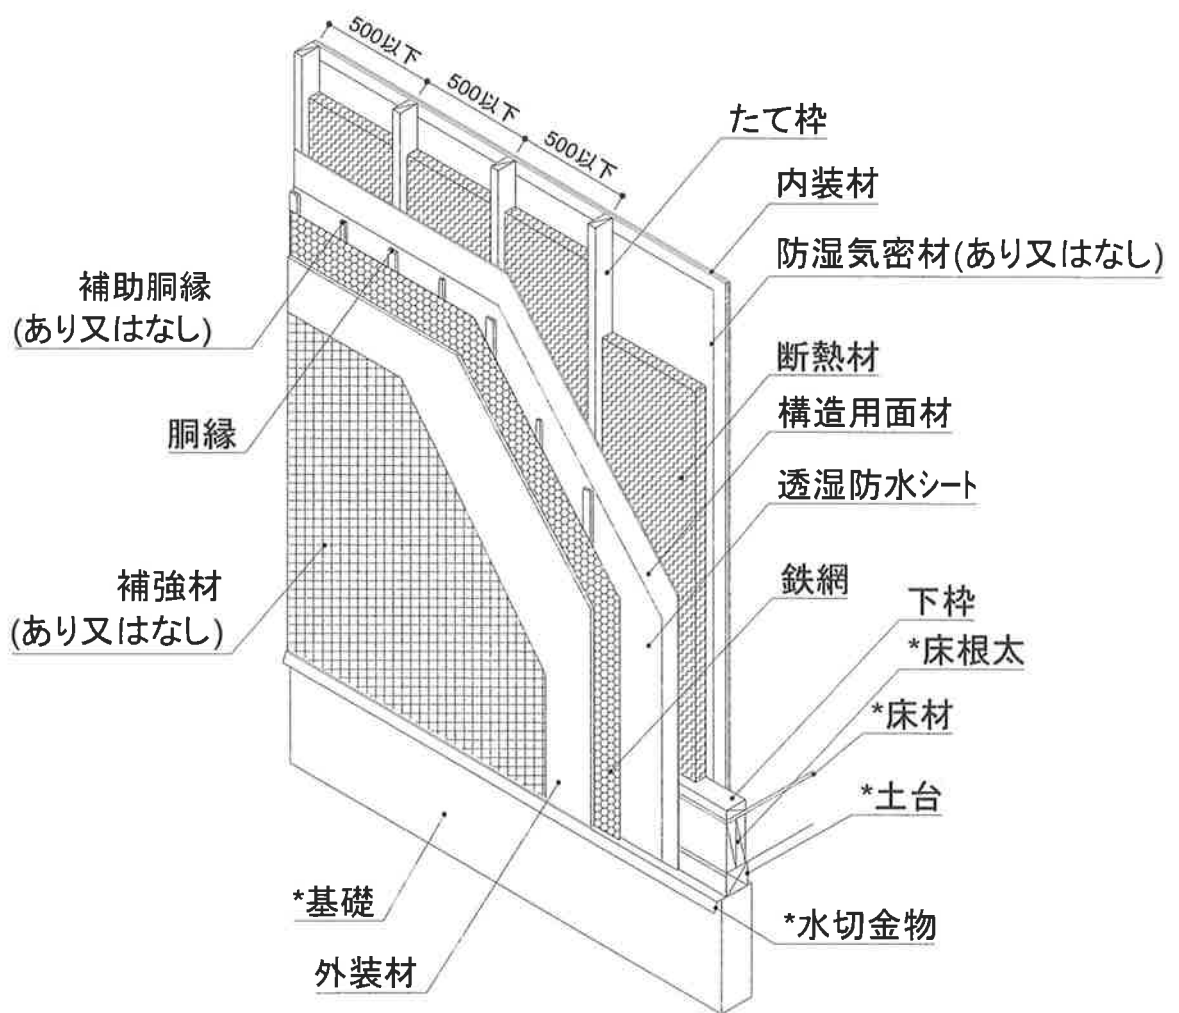 500以下
500以下
500以下
たて枠
内装材
防湿気密材(あり又はなし)
補助胴縁
(あり又はなし)
断熱材
構造用面材
胴縁
透湿防水シート
鉄網
補強材
(あり又はなし)
下枠
*床根太
*床材
*土台
*基礎
*水切金物
外装材